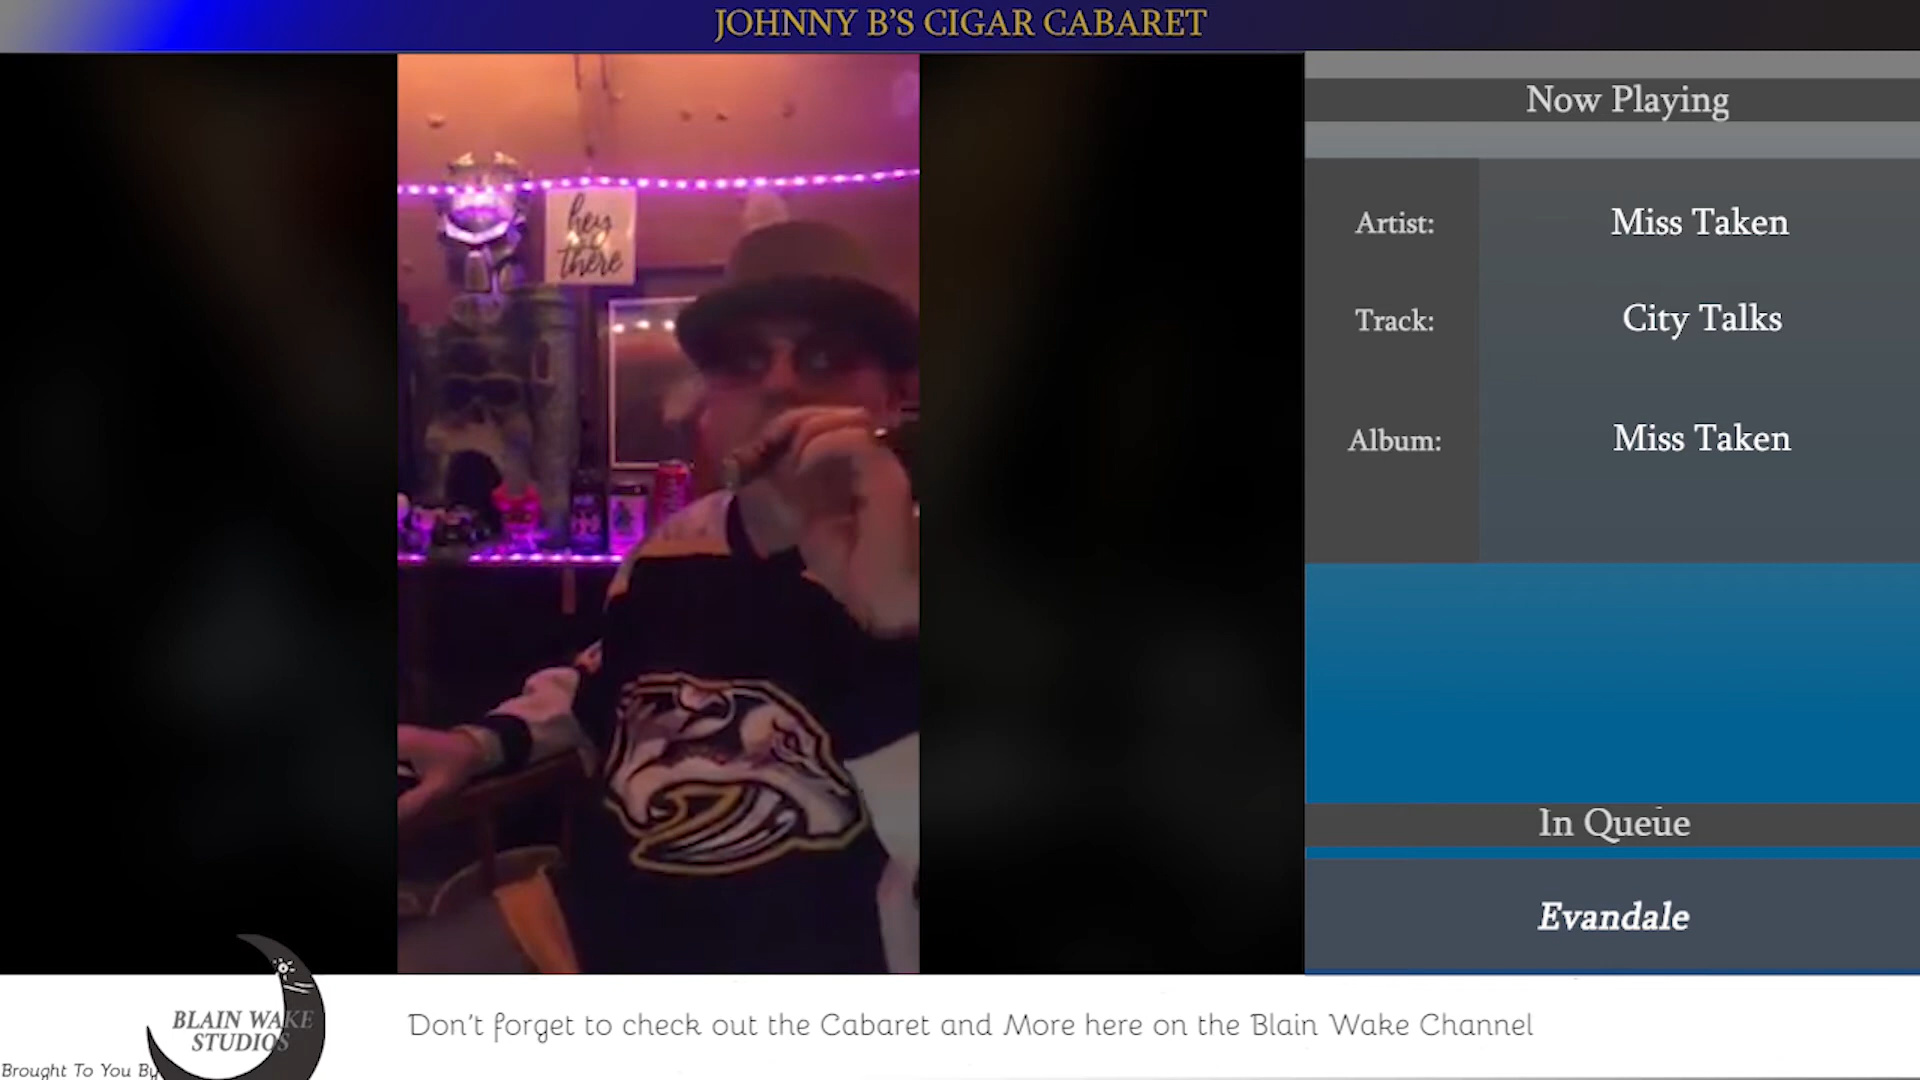 JOHNNY B'S CIGAR CABARET
hey
there
Now Playing
Artist:
Miss Taken
Track:
City Talks
Album:
Miss Taken
In Queue
Evandale
BLAIN WAKE
STUDIOS
Brought To You By
Don't forget to check out the Cabaret and More here on the Blain Wake Channel